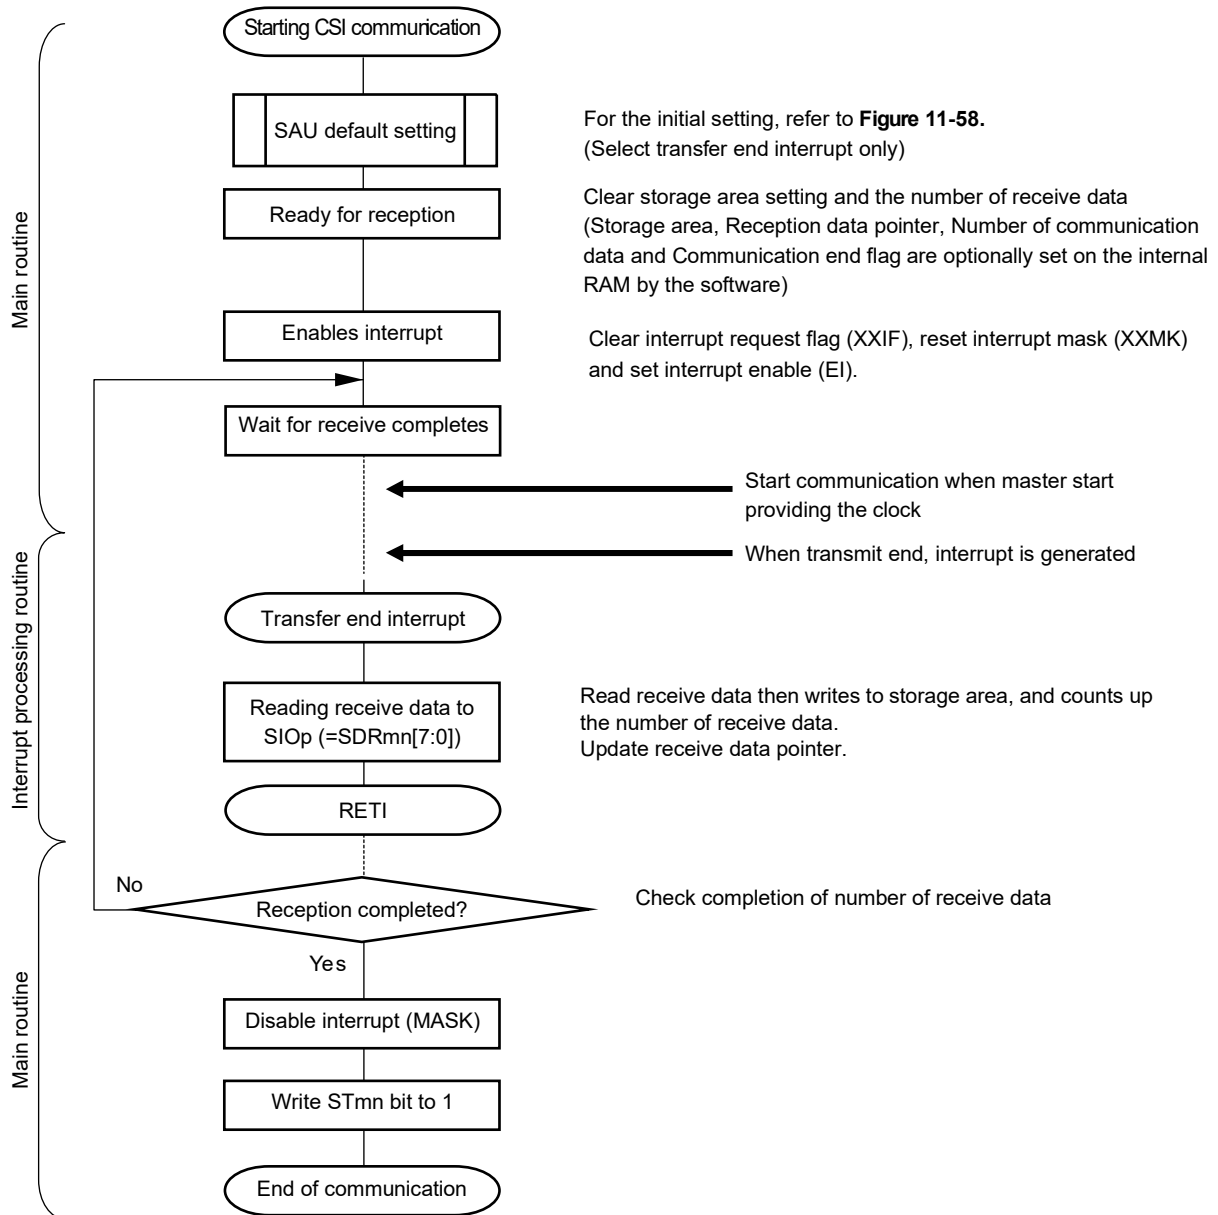 Starting CSI communication
SAU default setting
For the initial setting, refer to Figure 11-58.
(Select transfer end interrupt only)
Main routine
Ready for reception
Clear storage area setting and the number of receive data
(Storage area, Reception data pointer, Number of communication
data and Communication end flag are optionally set on the internal
RAM by the software)
Enables interrupt
Clear interrupt request flag (XXIF), reset interrupt mask (XXMK)
and set interrupt enable (EI).
Wait for receive completes
Start communication when master start
providing the clock
When transmit end, interrupt is generated
Interrupt processing routine
Transfer end interrupt
Reading receive data to
SIOp (=SDRmn[7:0])
Read receive data then writes to storage area, and counts up
the number of receive data.
Update receive data pointer.
RETI
No
Reception completed?
Check completion of number of receive data
Yes
Main routine
Disable interrupt (MASK)
Write STmn bit to 1
End of communication